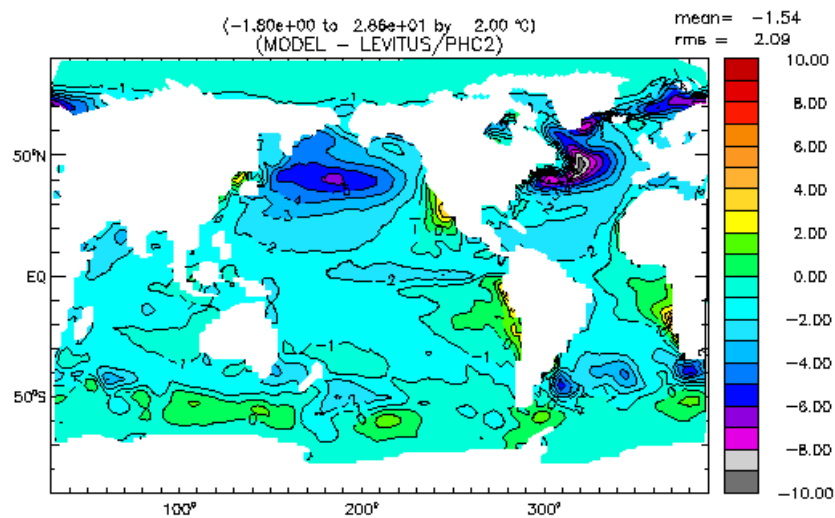 (-1.80e+00 to 2.86e+01 by 2.00 °C)
(MODEL - LEVITUS/PHC2)
mean= -1.54
rms = 2.09
10.00
8.00
6.00
4.00
2.00
0.00
-2.00
-4.00
-6.00
-8.00
-10.00
50°N
EQ
50°S
100°
200°
300°